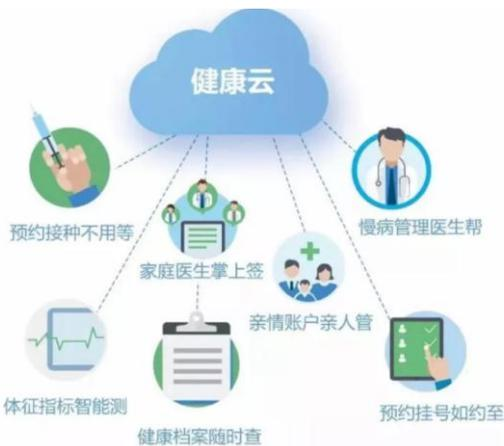 健康云
预约接种不用等
慢病管理医生帮
家庭医生掌上签
亲情账户亲人管
体征指标智能测
健康档案随时查
预约挂号如约至